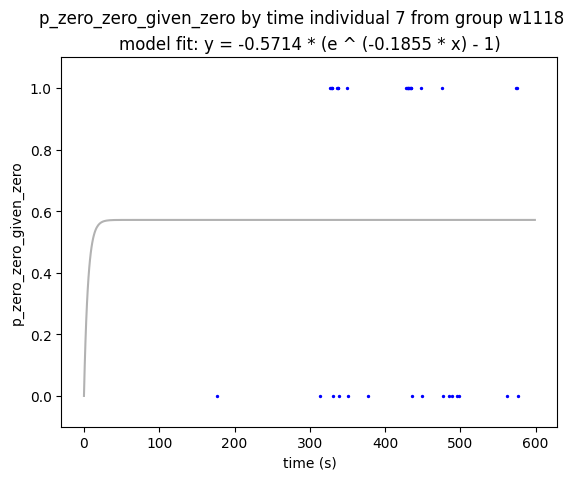 p_zero_zero_given_zero by time individual 7 from group w1118
model fit: y = -0.5714 * (e ^ (-0.1855 * x) - 1)
1.0
0.8
0.6
0.4
0.2
0.0
p_zero_zero_given_zero
0 100 200 300 400 500 600
time (s)